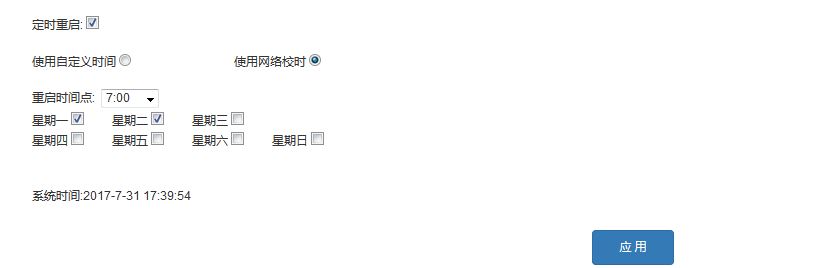 定时重启:
使用自定义时间 使用网络校时
重启时间点: 7:00
星期一 星期二 星期三
星期四 星期五 星期六 星期日
系统时间:2017-7-31 17:39:54
应用